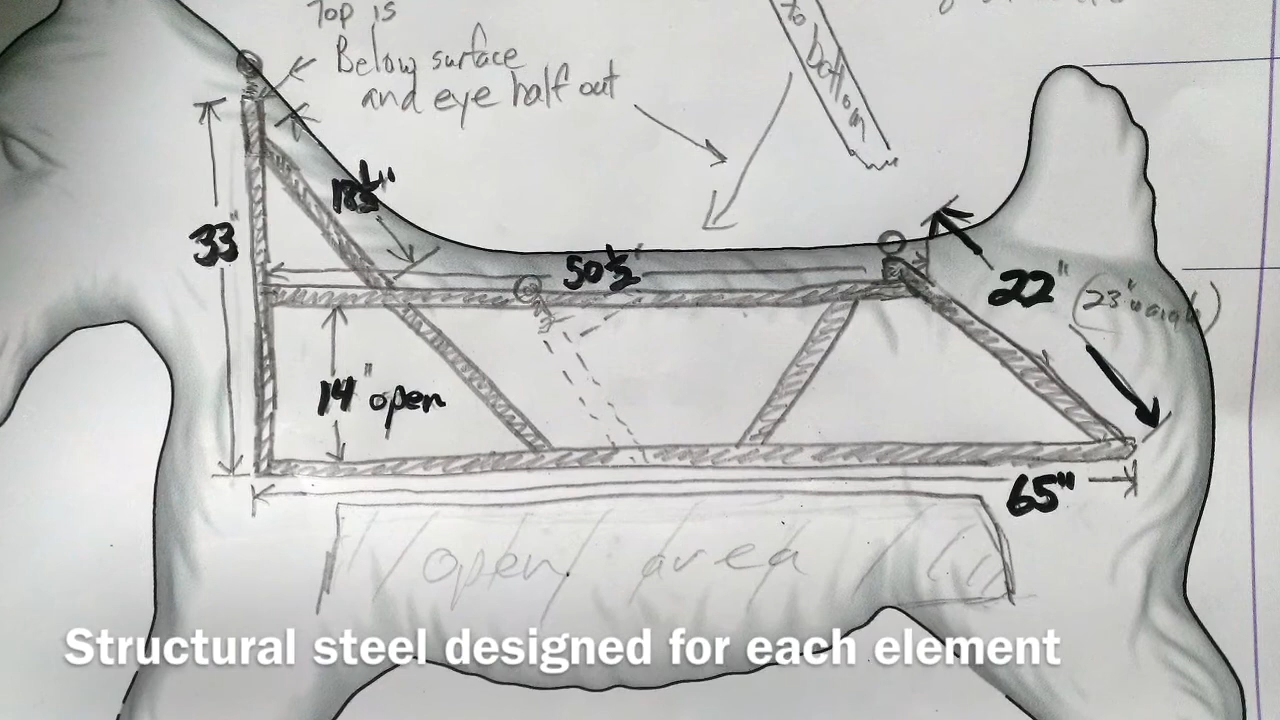 Top is
Below surface
and eye half out
to bottom
18½"
33"
50½"
22"
(23" weight)
14" open
65"
open area
Structural steel designed for each element